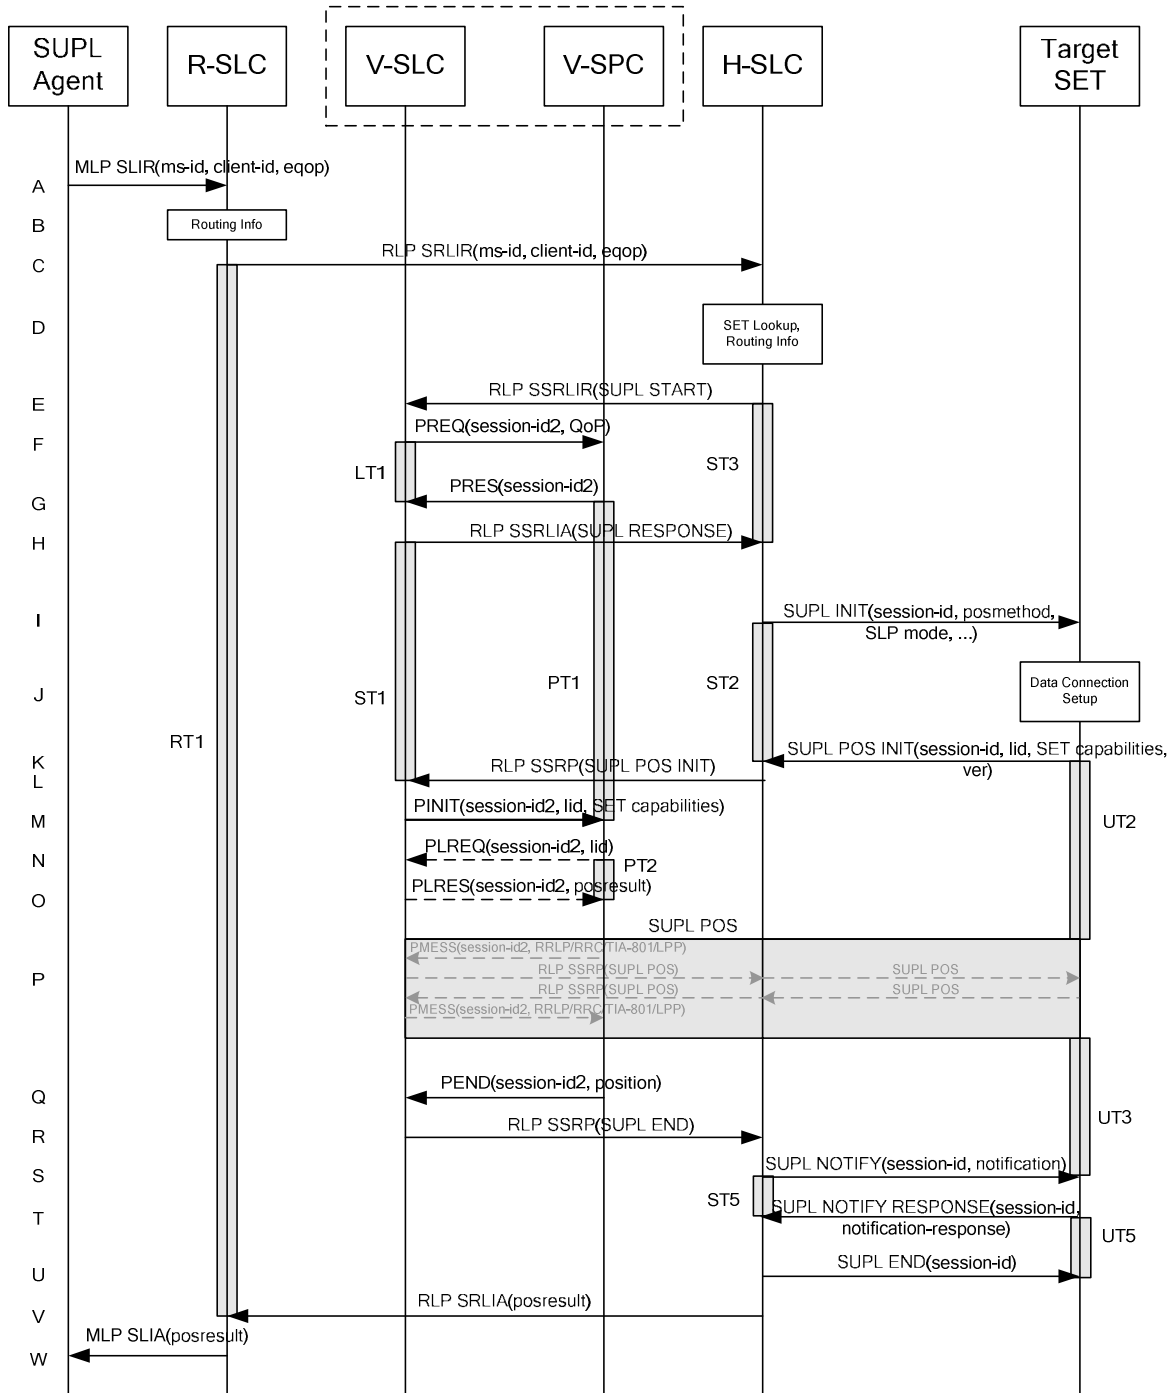 SUPL
Agent
R-SLC
V-SLC
V-SPC
H-SLC
Target
SET
MLP SLIR(ms-id, client-id, eqop)
A
B
Routing Info
RLP SRLIR(ms-id, client-id, eqop)
C
D
SET Lookup,
Routing Info
RLP SSRLIR(SUPL START)
E
PREQ(session-id2, QoP)
F
LT1
ST3
PRES(session-id2)
G
RLP SSRLIA(SUPL RESPONSE)
H
I
SUPL INIT(session-id, posmethod,
SLP mode, ...)
J
ST1
PT1
ST2
Data Connection
Setup
RT1
SUPL POS INIT(session-id, lid, SET capabilities,
ver)
K
RLP SSRP(SUPL POS INIT)
L
PINIT(session-id2, lid, SET capabilities)
M
UT2
PLREQ(session-id2, lid)
N
PT2
PLRES(session-id2, posresult)
O
SUPL POS
PMESS(session-id2, RRLP/RRC/TIA-801/LPP)
RLP SSRP(SUPL POS)
SUPL POS
P
RLP SSRP(SUPL POS)
SUPL POS
PMESS(session-id2, RRLP/RRC/TIA-801/LPP)
PEND(session-id2, position)
Q
RLP SSRP(SUPL END)
R
UT3
SUPL NOTIFY(session-id, notification)
S
ST5
SUPL NOTIFY RESPONSE(session-id,
notification-response)
T
UT5
SUPL END(session-id)
U
RLP SRLIA(posresult)
V
MLP SLIA(posresult)
W